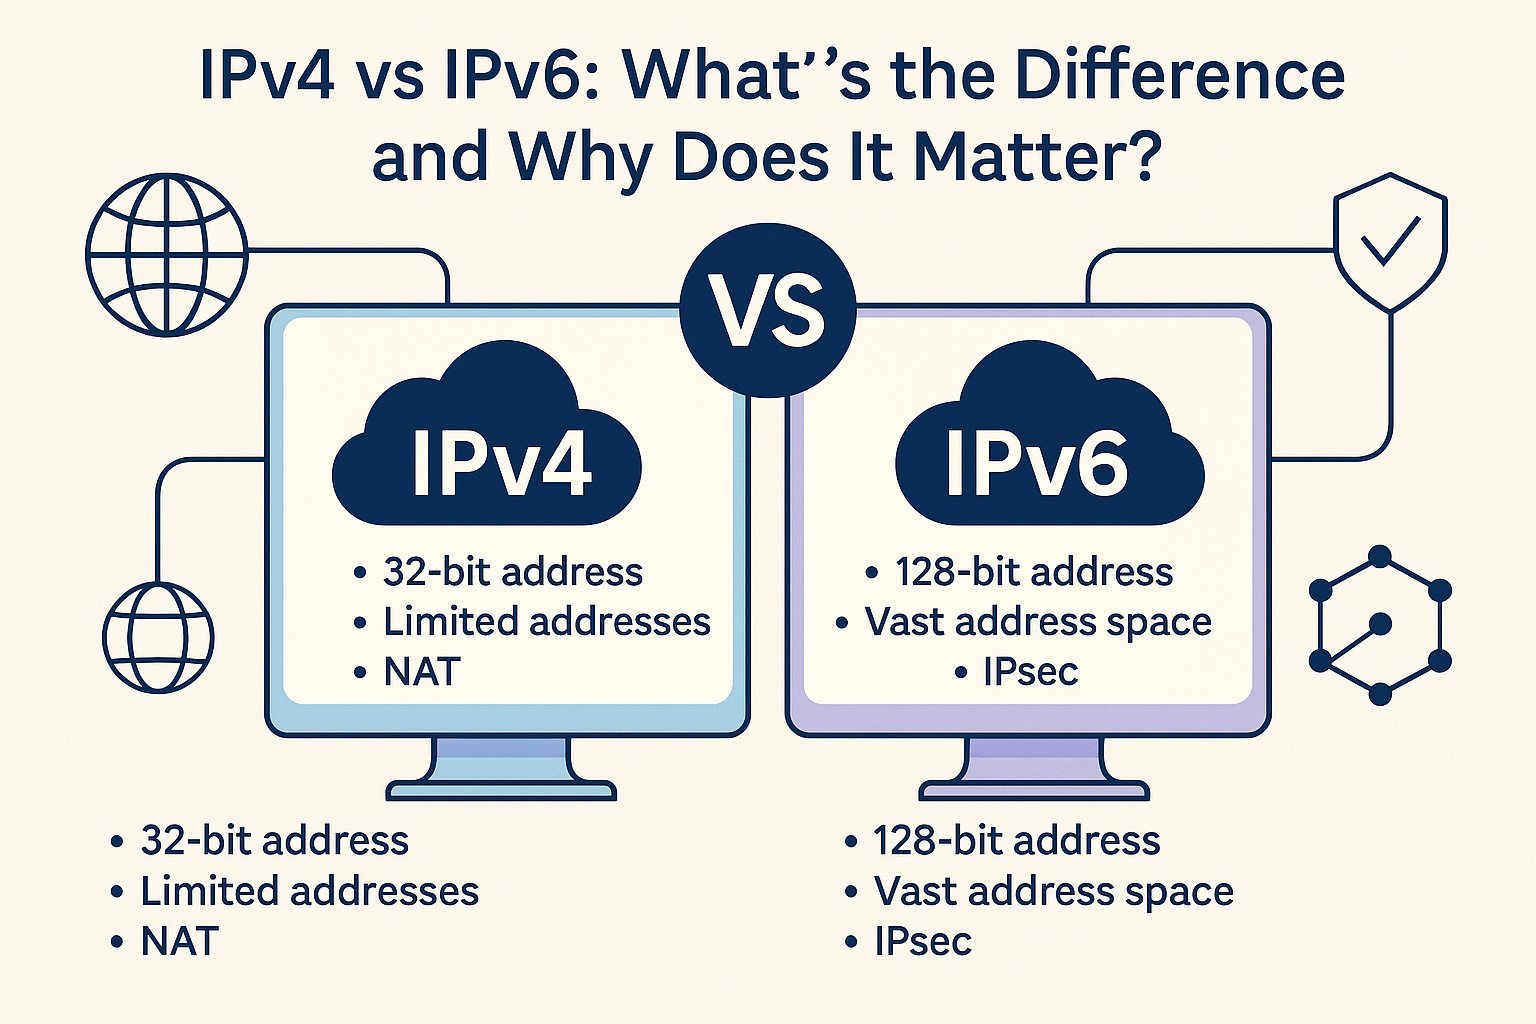 IPv4 vs IPv6: What’’s the Difference
and Why Does It Matter?
VS
IPv4
• 32-bit address
• Limited addresses
• NAT
IPv6
• 128-bit address
• Vast address space
• IPsec
• 32-bit address
• Limited addresses
• NAT
• 128-bit address
• Vast address space
• IPsec